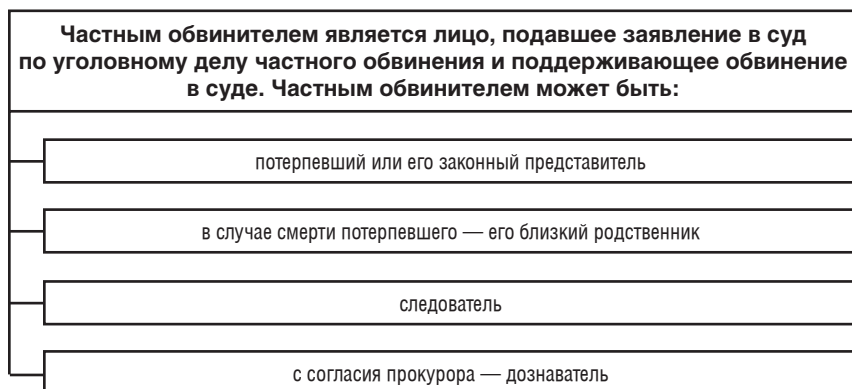 Частным обвинителем является лицо, подавшее заявление в суд
по уголовному делу частного обвинения и поддерживающее обвинение
в суде. Частным обвинителем может быть:
потерпевший или его законный представитель
в случае смерти потерпевшего — его близкий родственник
следователь
с согласия прокурора — дознаватель